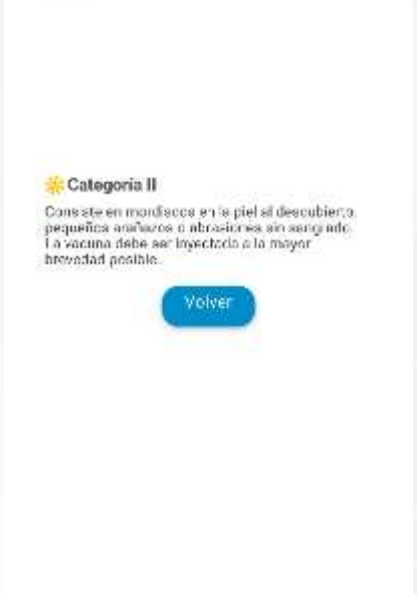 Categoría II
Consiste en mordiscos en la piel al descubierto,
pequeños arañazos o abrasiones sin sangrado.
La vacuna debe ser inyectada a la mayor
brevedad posible.
Volver